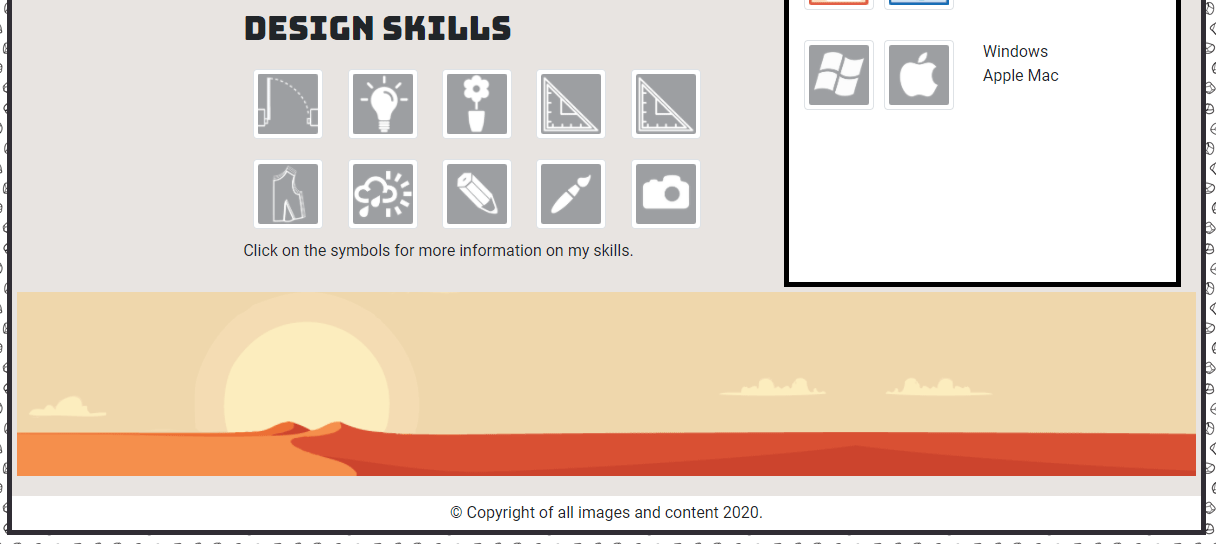 DESIGN SKILLS
Windows
Apple Mac
Click on the symbols for more information on my skills.
© Copyright of all images and content 2020.